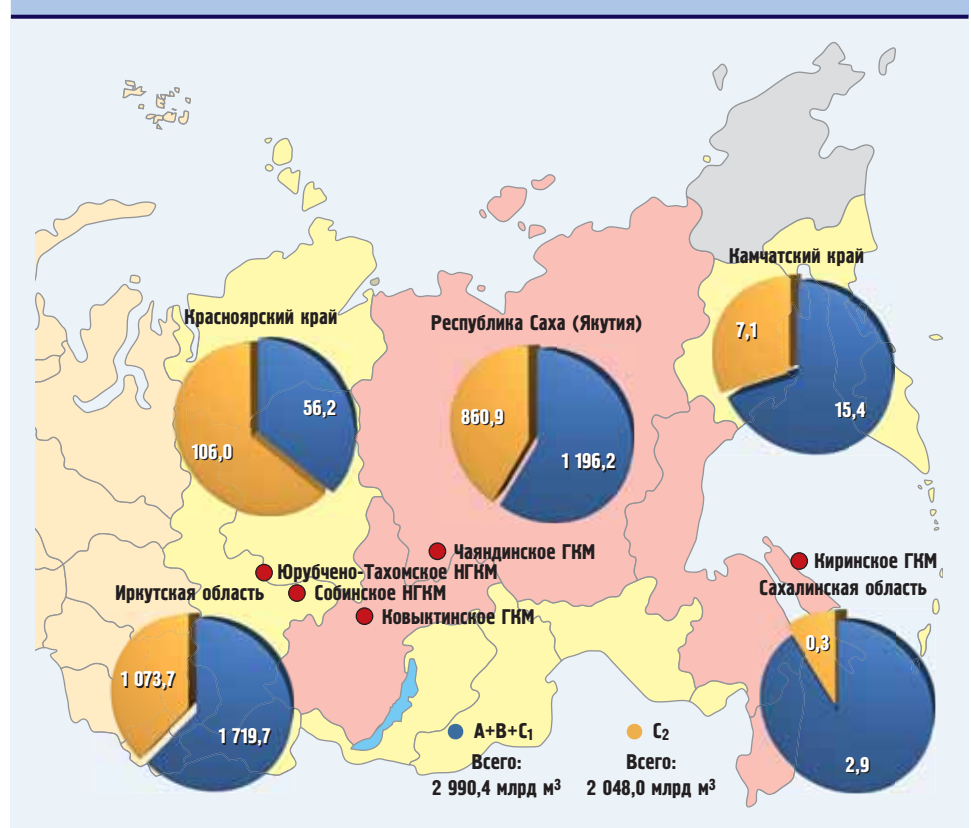 Камчатский край
7,1
15,4
Красноярский край
56,2
106,0
Республика Саха (Якутия)
860,9
1 196,2
Чаяндинское ГКМ
Киринское ГКМ
Юрубчено-Тахомское НГКМ
Иркутская область
Собинское НГКМ
Сахалинская область
Ковыктинское ГКМ
1 073,7
1 719,7
0,3
2,9
А+В+С₁
Всего:
2 990,4 млрд м³
С₂
Всего:
2 048,0 млрд м³